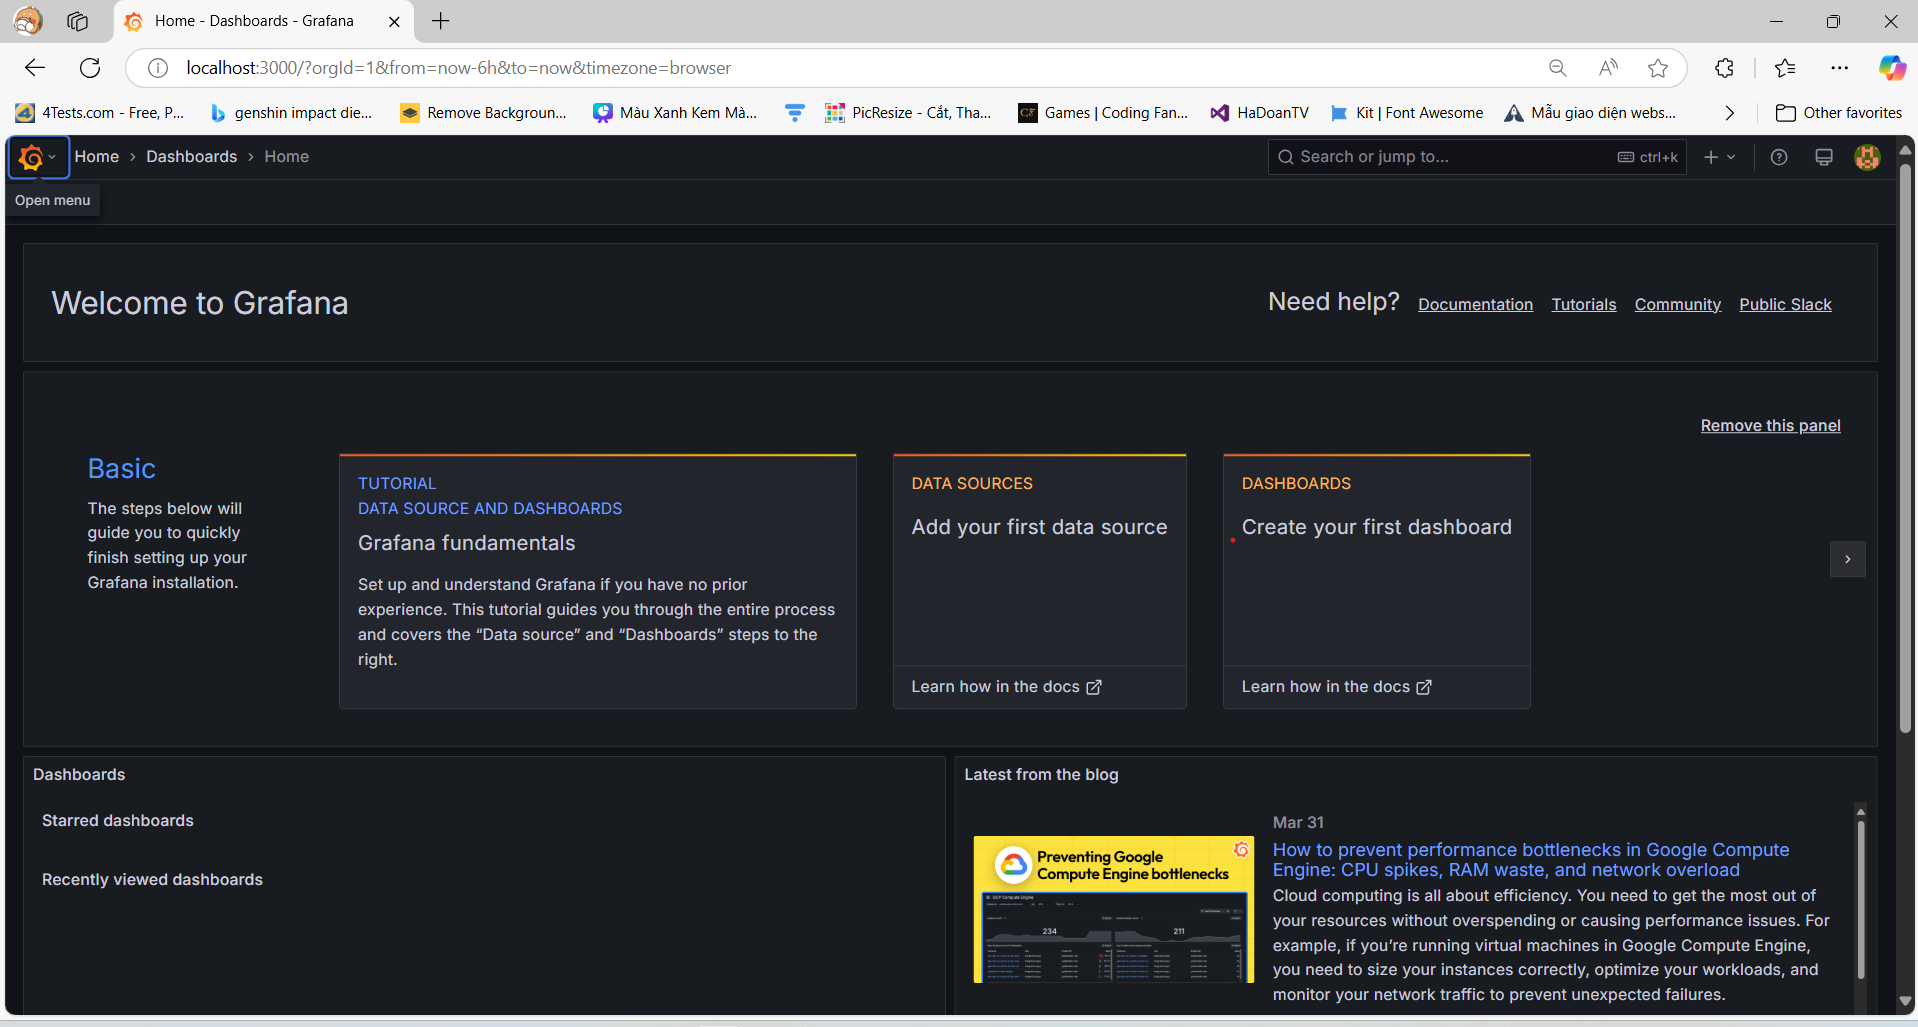 Home - Dashboards - Grafana
localhost:3000/?orgId=1&from=now-6h&to=now&timezone=browser
4Tests.com - Free, P...
genshin impact die...
Remove Backgroun...
Màu Xanh Kem Mà...
PicResize - Cắt, Tha...
Games | Coding Fan...
HaDoanTV
Kit | Font Awesome
Mẫu giao diện webs...
Other favorites
Home › Dashboards › Home
Search or jump to...
ctrl+k
Open menu
Welcome to Grafana
Need help?
Documentation
Tutorials
Community
Public Slack
Remove this panel
Basic
The steps below will
guide you to quickly
finish setting up your
Grafana installation.
TUTORIAL
DATA SOURCE AND DASHBOARDS
Grafana fundamentals
Set up and understand Grafana if you have no prior
experience. This tutorial guides you through the entire process
and covers the “Data source” and “Dashboards” steps to the
right.
DATA SOURCES
Add your first data source
Learn how in the docs
DASHBOARDS
Create your first dashboard
Learn how in the docs
Dashboards
Starred dashboards
Recently viewed dashboards
Latest from the blog
Preventing Google
Compute Engine bottlenecks
GCP Compute Engine
234
211
Mar 31
How to prevent performance bottlenecks in Google Compute
Engine: CPU spikes, RAM waste, and network overload
Cloud computing is all about efficiency. You need to get the most out of
your resources without overspending or causing performance issues. For
example, if you’re running virtual machines in Google Compute Engine,
you need to size your instances correctly, optimize your workloads, and
monitor your network traffic to prevent unexpected failures.